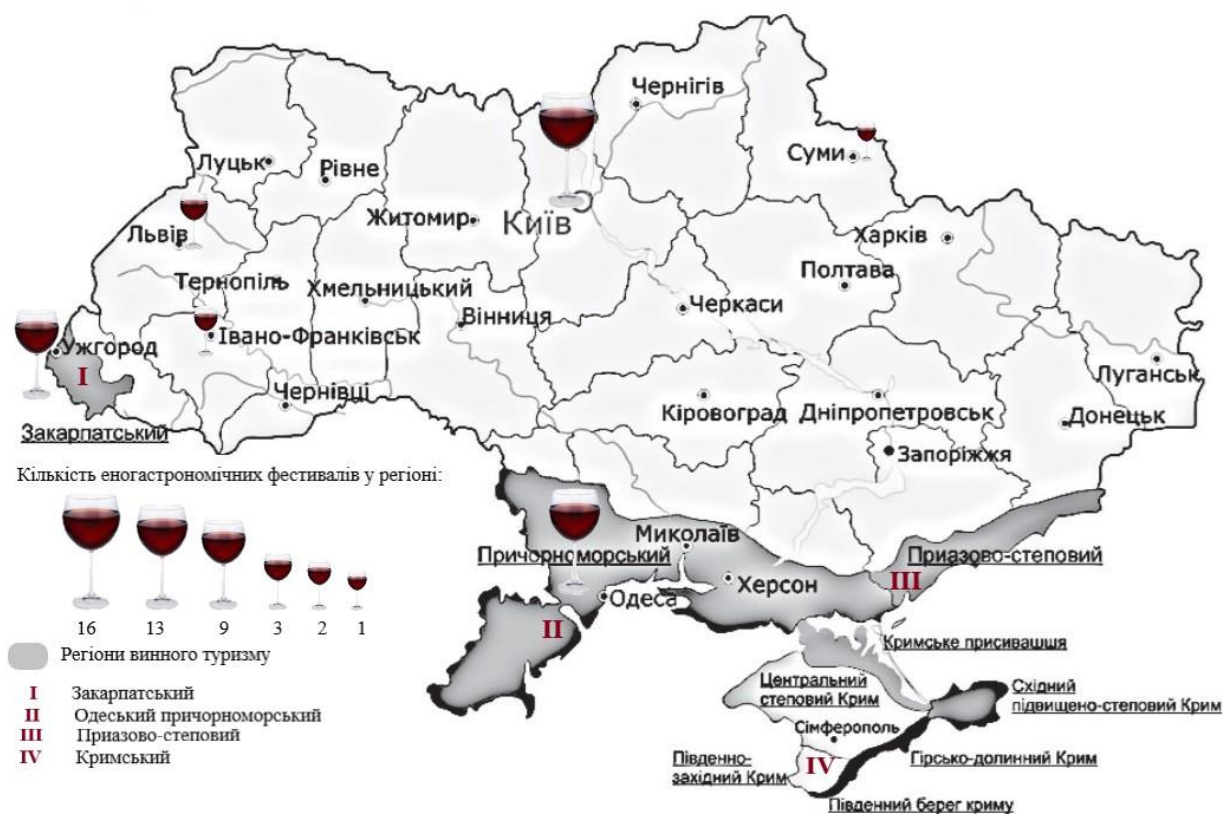 Чернігів
Суми
Луцьк
Рівне
Житомир
Київ
Львів
Харків
Полтава
Тернопіль
Хмельницький
Вінниця
Черкаси
Івано-Франківськ
Ужгород
I
Луганськ
Чернівці
Кіровоград
Дніпропетровськ
Донецьк
Закарпатський
Запоріжжя
Кількість еногастрономічних фестивалів у регіоні:
Миколаїв
Причорноморський
Приазово-степовий
III
Херсон
Одеса
II
16 13 9 3 2 1
Регіони винного туризму
Кримське присивашшя
Центральний
степовий Крим
Східний
підвищено-степовий Крим
I Закарпатський
II Одеський причорноморський
III Приазово-степовий
IV Кримський
Сімферополь
Південно-
західний Крим
IV
Гірсько-долинний Крим
Південний берег криму